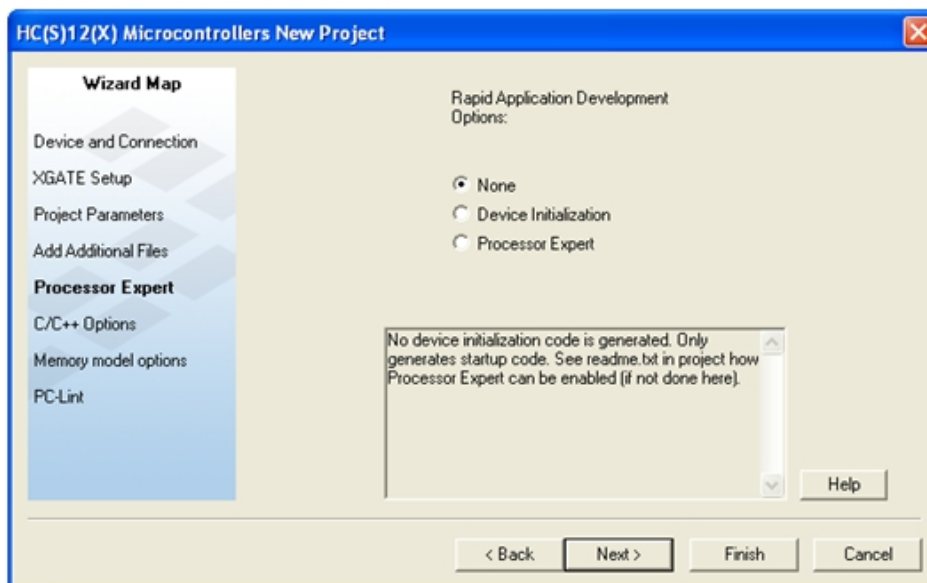 HC(S)12(X) Microcontrollers New Project
Wizard Map
Device and Connection
XGATE Setup
Project Parameters
Add Additional Files
Processor Expert
C/C++ Options
Memory model options
PC-Lint
Rapid Application Development
Options:
None
Device Initialization
Processor Expert
No device initialization code is generated. Only
generates startup code. See readme.txt in project how
Processor Expert can be enabled (if not done here).
Help
< Back
Next >
Finish
Cancel